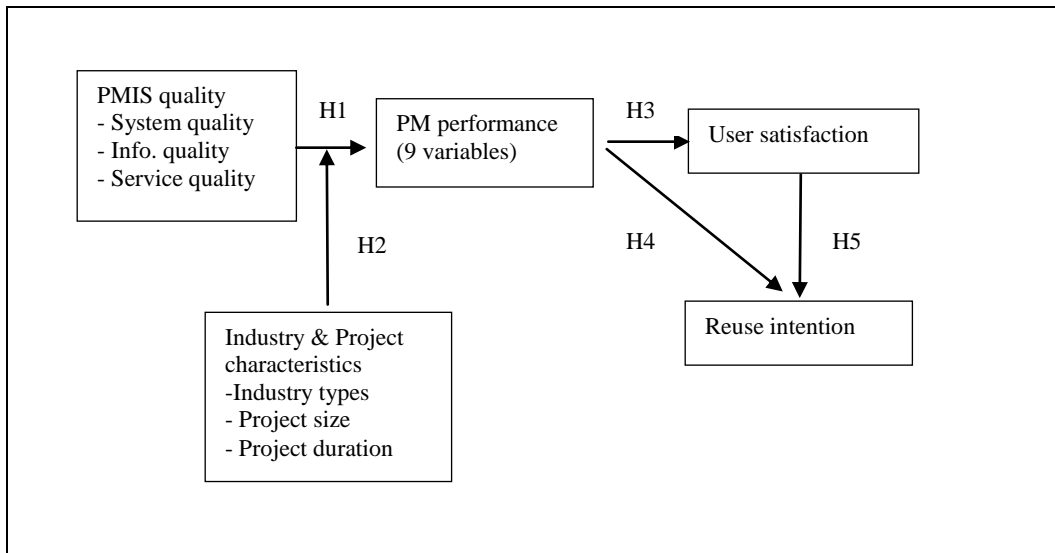 PMIS quality
- System quality
- Info. quality
- Service quality
H1
PM performance
(9 variables)
H3
User satisfaction
H2
H4
H5
Industry & Project
characteristics
-Industry types
- Project size
- Project duration
Reuse intention